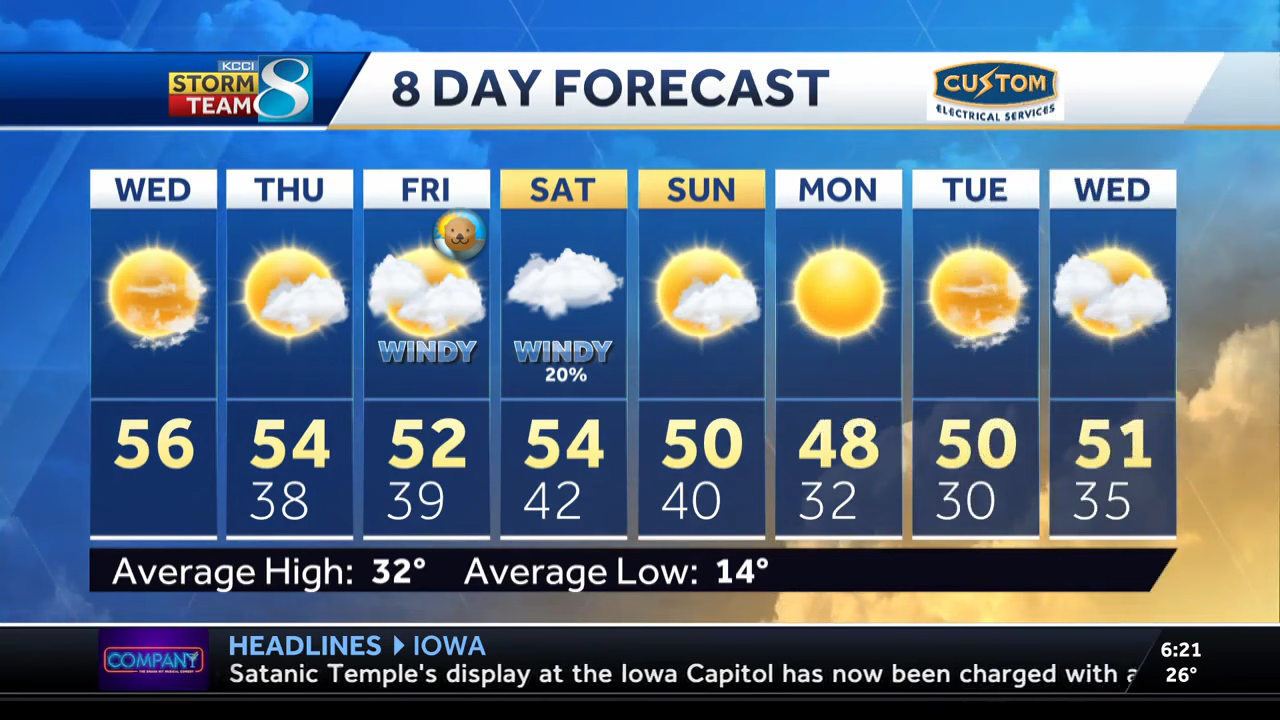 KCCI
STORM
TEAM 8
8 DAY FORECAST
CUSTOM
ELECTRICAL SERVICES
WED THU FRI SAT SUN MON TUE WED
WINDY WINDY
20%
56 54 52 54 50 48 50 51
38 39 42 40 32 30 35
Average High: 32° Average Low: 14°
COMPANY
HEADLINES IOWA
Satanic Temple's display at the Iowa Capitol has now been charged with a
6:21
26°